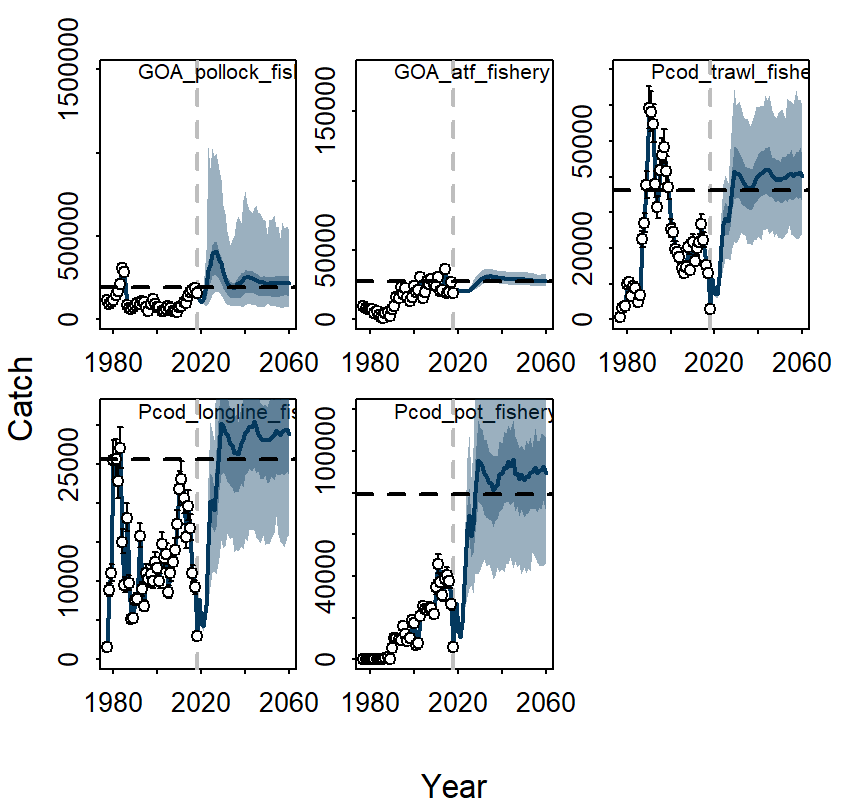 GOA_pollock_fis
GOA_atf_fishery
Pcod_trawl_fishe
1500000
500000
0
150000
50000
0
50000
20000
0
1980 2020 2060
1980 2020 2060
1980 2020 2060
Pcod_longline_fis
Pcod_pot_fishery
25000
10000
0
100000
40000
0
1980 2020 2060
1980 2020 2060
Catch
Year